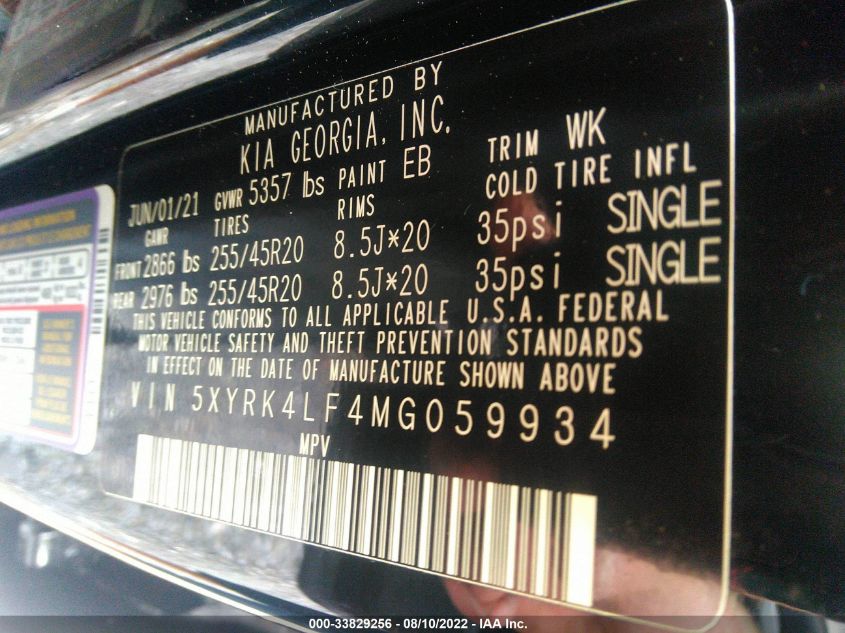 MANUFACTURED BY
KIA GEORGIA, INC.
JUN/01/21 GVWR 5357 lbs PAINT EB TRIM WK
GAWR TIRES RIMS COLD TIRE INFL
FRONT 2866 lbs 255/45R20 8.5J*20 35psi SINGLE
REAR 2976 lbs 255/45R20 8.5J*20 35psi SINGLE
THIS VEHICLE CONFORMS TO ALL APPLICABLE U.S.A. FEDERAL
MOTOR VEHICLE SAFETY AND THEFT PREVENTION STANDARDS
IN EFFECT ON THE DATE OF MANUFACTURE SHOWN ABOVE
VIN 5XYRK4LF4MG059934
MPV
000-33829256 - 08/10/2022 - IAA Inc.